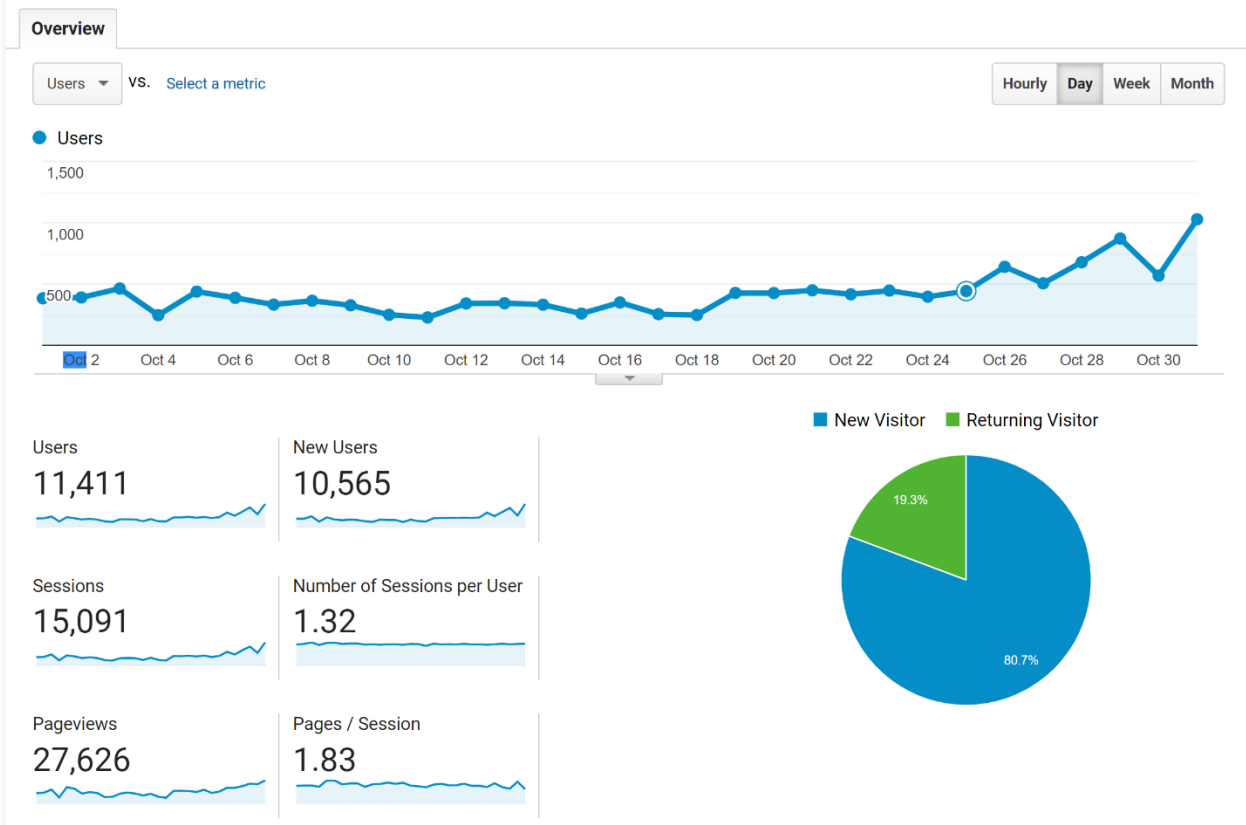 Overview
Users VS. Select a metric Hourly Day Week Month
Users
1,500
1,000
500
Oct 2 Oct 4 Oct 6 Oct 8 Oct 10 Oct 12 Oct 14 Oct 16 Oct 18 Oct 20 Oct 22 Oct 24 Oct 26 Oct 28 Oct 30
New Visitor Returning Visitor
Users New Users
11,411 10,565
19.3%
Sessions Number of Sessions per User
15,091 1.32
80.7%
Pageviews Pages / Session
27,626 1.83